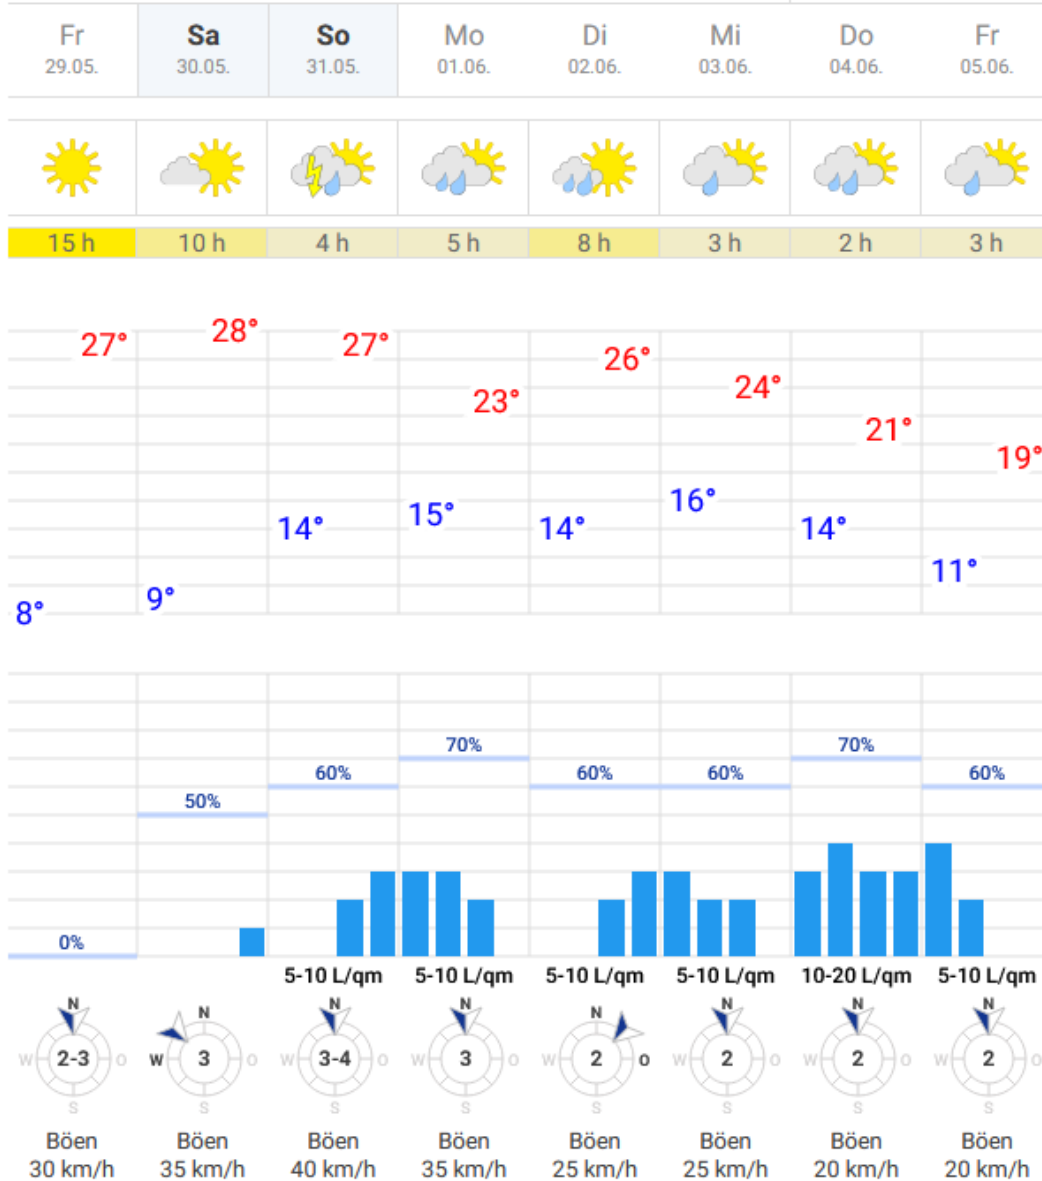 Fr Sa So Mo Di Mi Do Fr
29.05. 30.05. 31.05. 01.06. 02.06. 03.06. 04.06. 05.06.
15 h 10 h 4 h 5 h 8 h 3 h 2 h 3 h
28°
27° 27°
26°
24°
23°
21°
19°
16°
15°
14° 14° 14°
11°
9°
8°
70% 70%
60% 60% 60% 60%
50%
0%
5-10 L/qm 5-10 L/qm 5-10 L/qm 5-10 L/qm 10-20 L/qm 5-10 L/qm
N N N N N N N N
W 2-3 O W 3 O W 3-4 O W 3 O W 2 O W 2 O W 2 O W 2 O
S S S S S S S S
Böen Böen Böen Böen Böen Böen Böen Böen
30 km/h 35 km/h 40 km/h 35 km/h 25 km/h 25 km/h 20 km/h 20 km/h